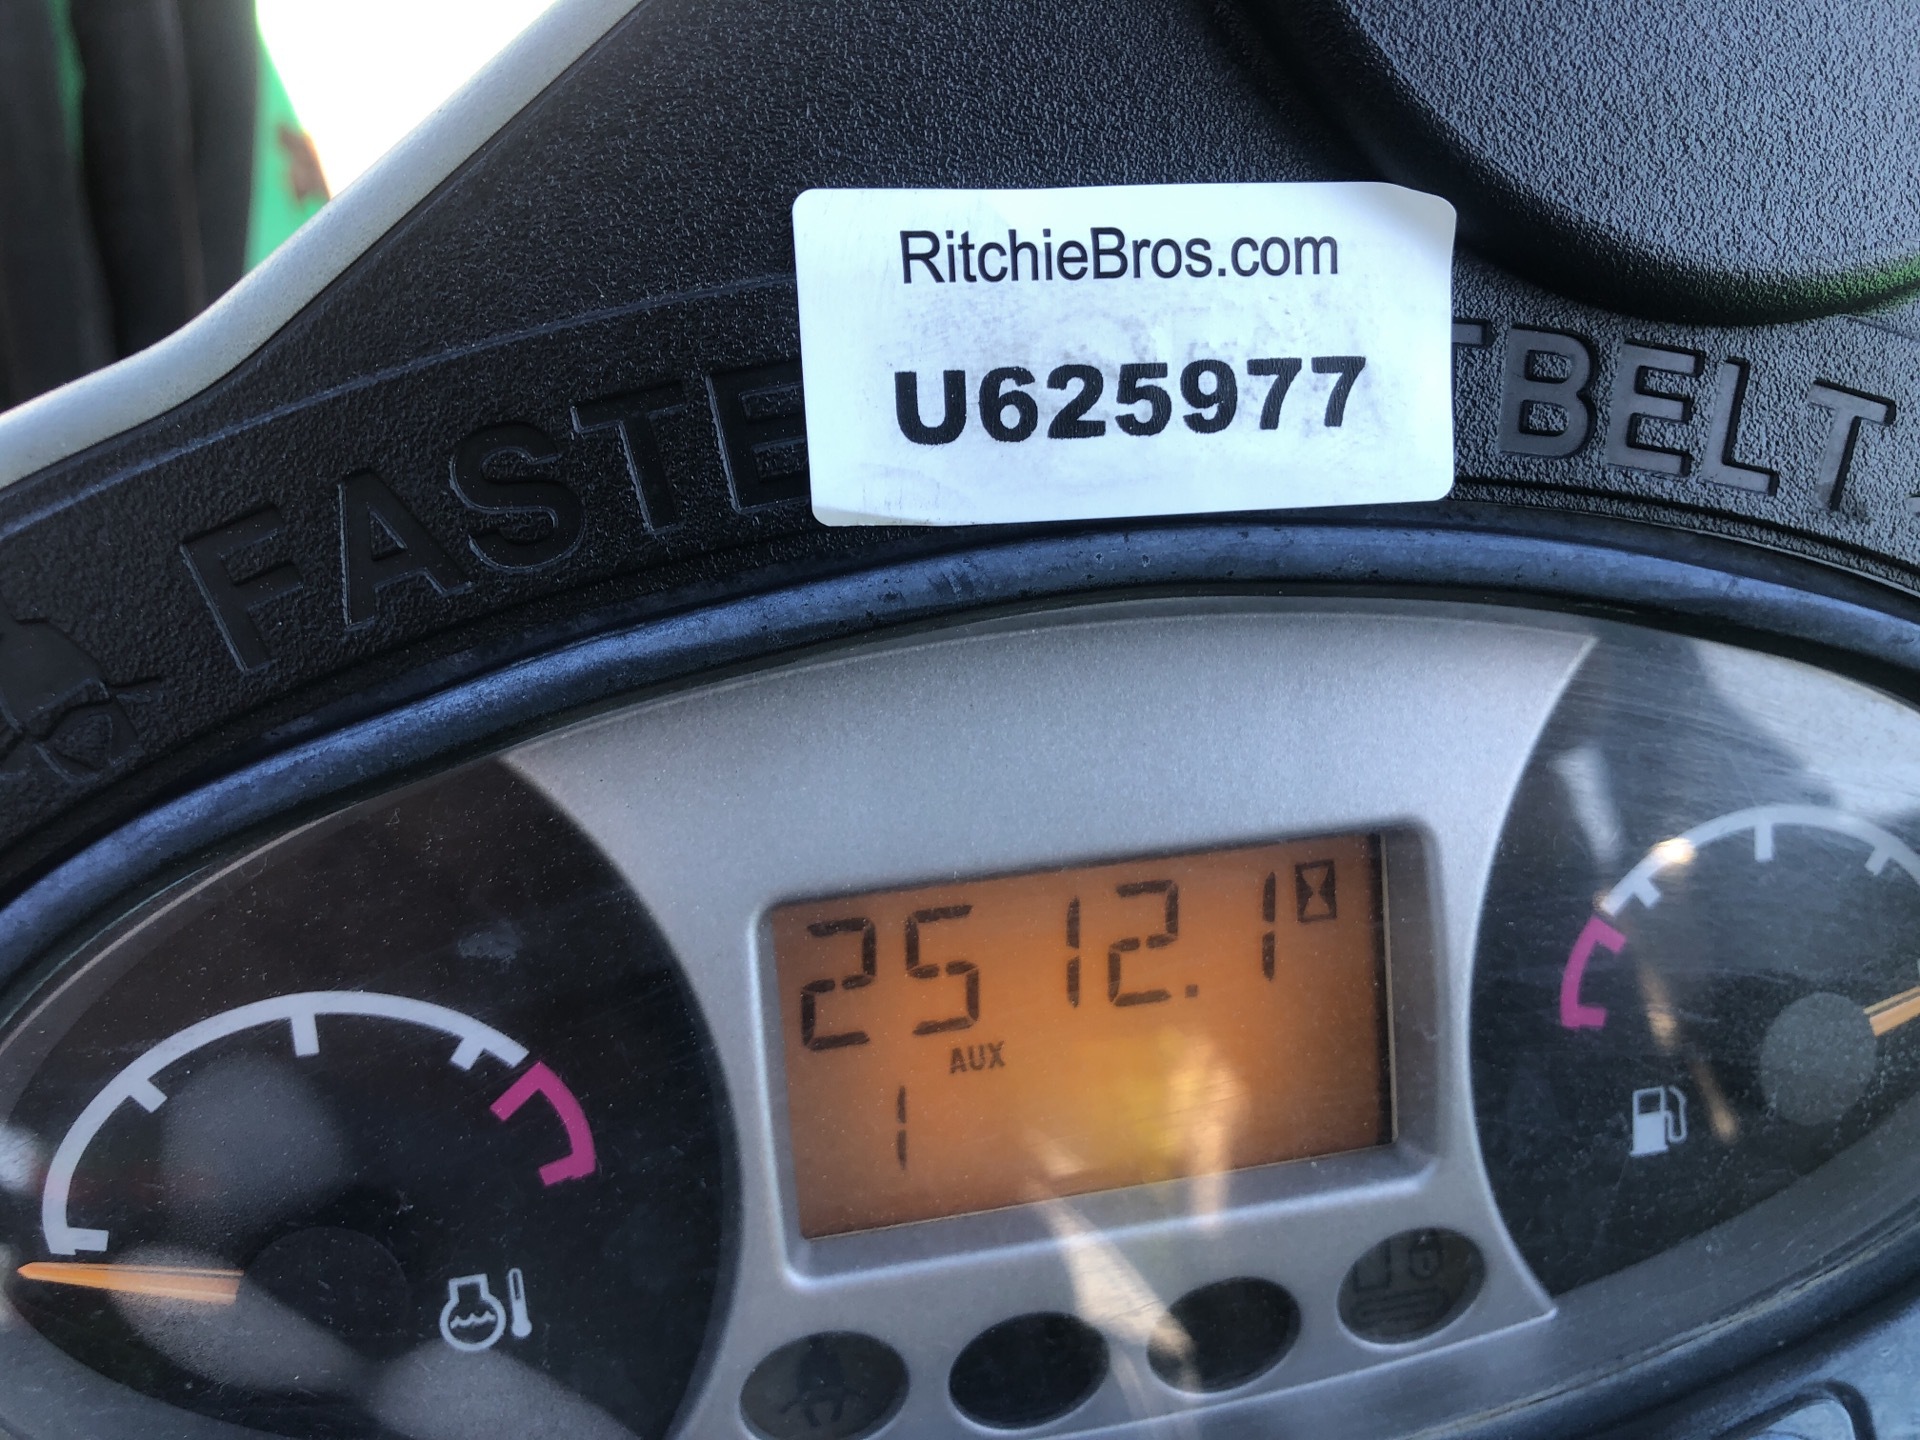 RitchieBros.com
U625977
FASTE TBELT
2512.1
AUX
1